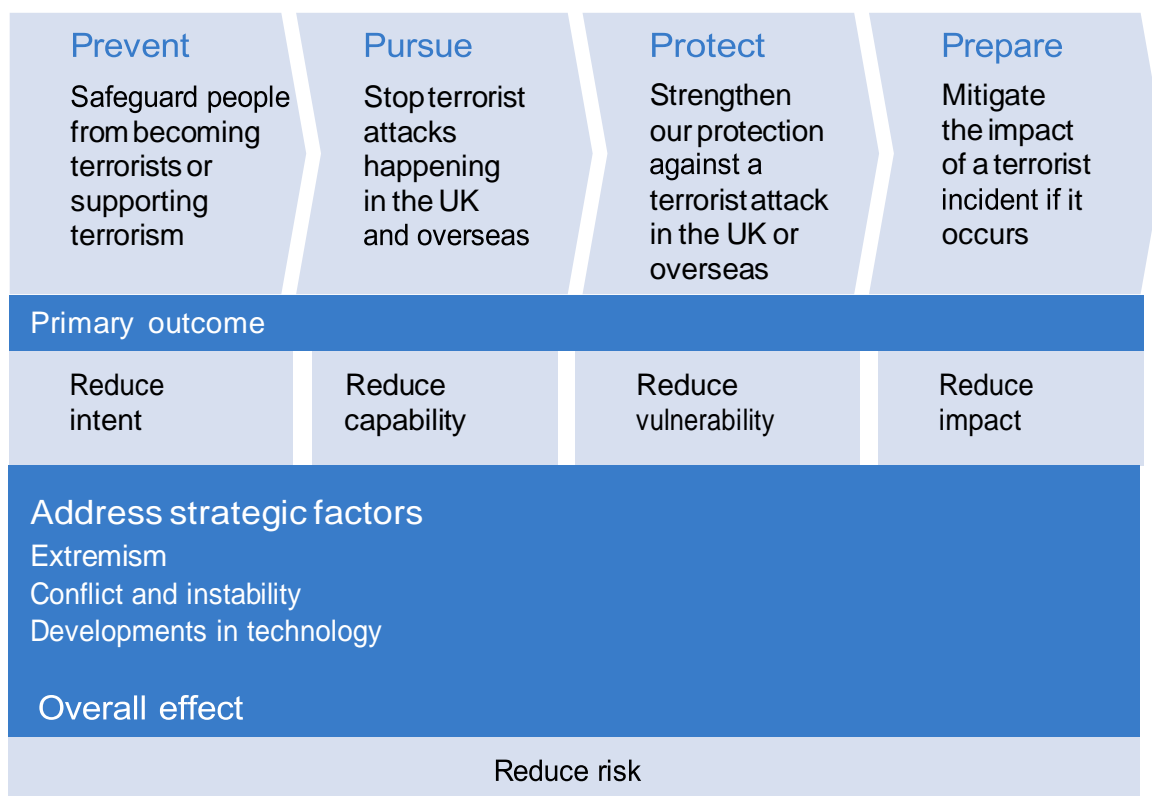 Prevent
Safeguard people
from becoming
terrorists or
supporting
terrorism
Pursue
Stop terrorist
attacks
happening
in the UK
and overseas
Protect
Strengthen
our protection
against a
terrorist attack
in the UK or
overseas
Prepare
Mitigate
the impact
of a terrorist
incident if it
occurs
Primary outcome
Reduce
intent
Reduce
capability
Reduce
vulnerability
Reduce
impact
Address strategic factors
Extremism
Conflict and instability
Developments in technology
Overall effect
Reduce risk